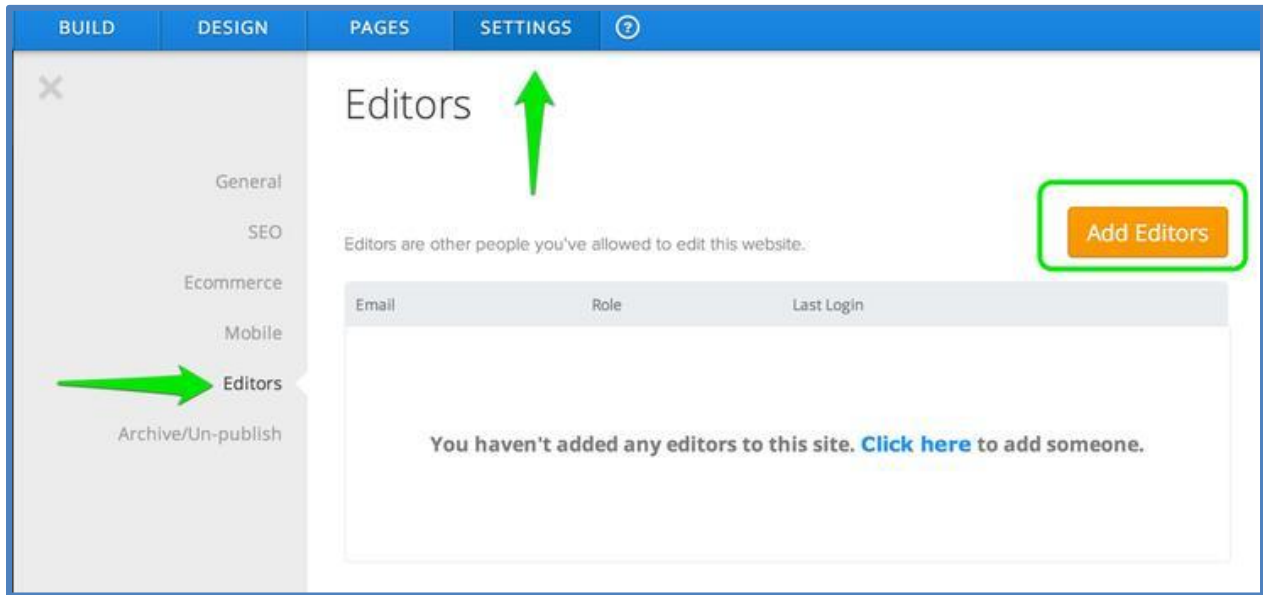 BUILD DESIGN PAGES SETTINGS ?
Editors
General
SEO
Ecommerce
Mobile
Editors
Archive/Un-publish
Editors are other people you've allowed to edit this website.
Add Editors
Email Role Last Login
You haven't added any editors to this site. Click here to add someone.